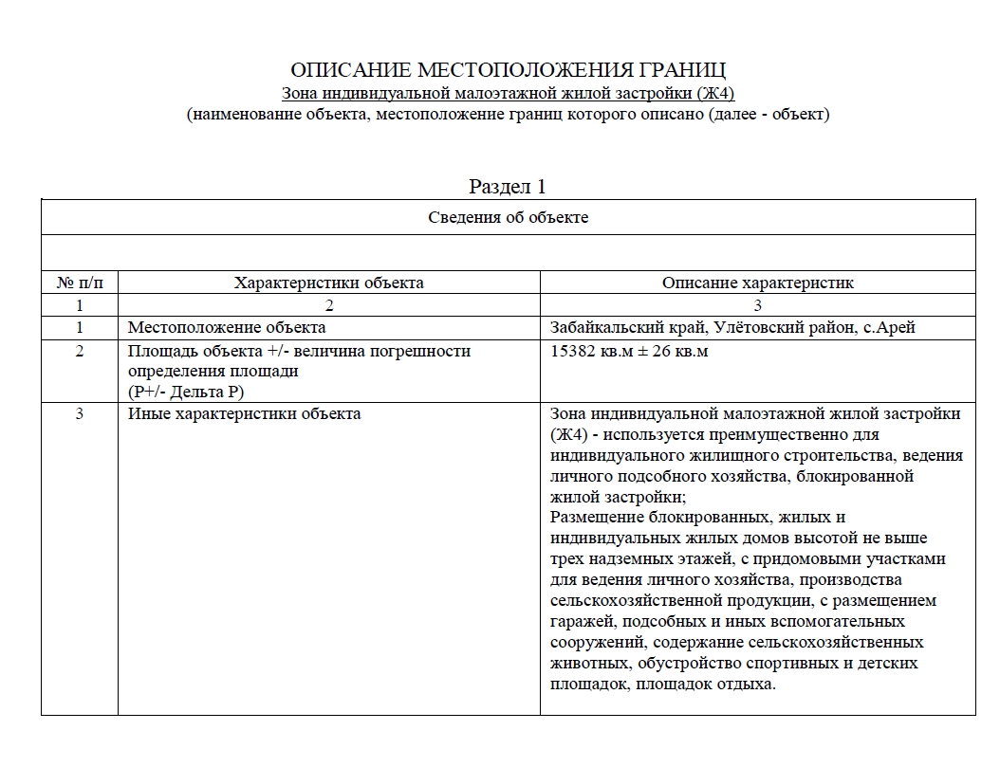 ОПИСАНИЕ МЕСТОПОЛОЖЕНИЯ ГРАНИЦ
Зона индивидуальной малоэтажной жилой застройки (Ж4)
(наименование объекта, местоположение границ которого описано (далее - объект)
Раздел 1
Сведения об объекте
№ п/п Характеристики объекта Описание характеристик
1 2 3
1 Местоположение объекта Забайкальский край, Улётовский район, с.Арей
2 Площадь объекта +/- величина погрешности 15382 кв.м ± 26 кв.м
определения площади
(P+/- Дельта P)
3 Иные характеристики объекта Зона индивидуальной малоэтажной жилой застройки
(Ж4) - используется преимущественно для
индивидуального жилищного строительства, ведения
личного подсобного хозяйства, блокированной
жилой застройки;
Размещение блокированных, жилых и
индивидуальных жилых домов высотой не выше
трех надземных этажей, с придомовыми участками
для ведения личного хозяйства, производства
сельскохозяйственной продукции, с размещением
гаражей, подсобных и иных вспомогательных
сооружений, содержание сельскохозяйственных
животных, обустройство спортивных и детских
площадок, площадок отдыха.